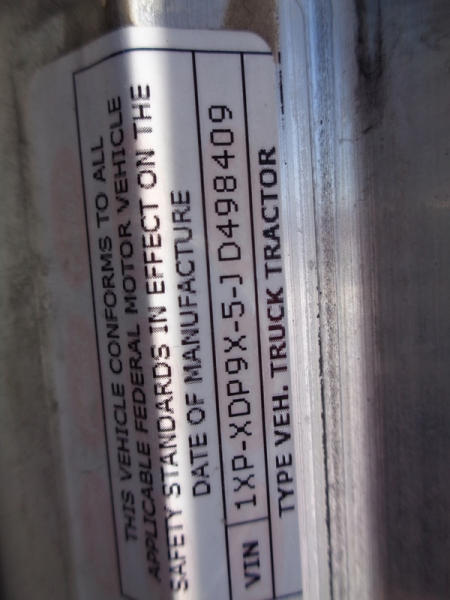 THIS VEHICLE CONFORMS TO ALL
APPLICABLE FEDERAL MOTOR VEHICLE
SAFETY STANDARDS IN EFFECT ON THE
DATE OF MANUFACTURE
VIN 1XP-XDP9X-5-JD498409
TYPE VEH. TRUCK TRACTOR